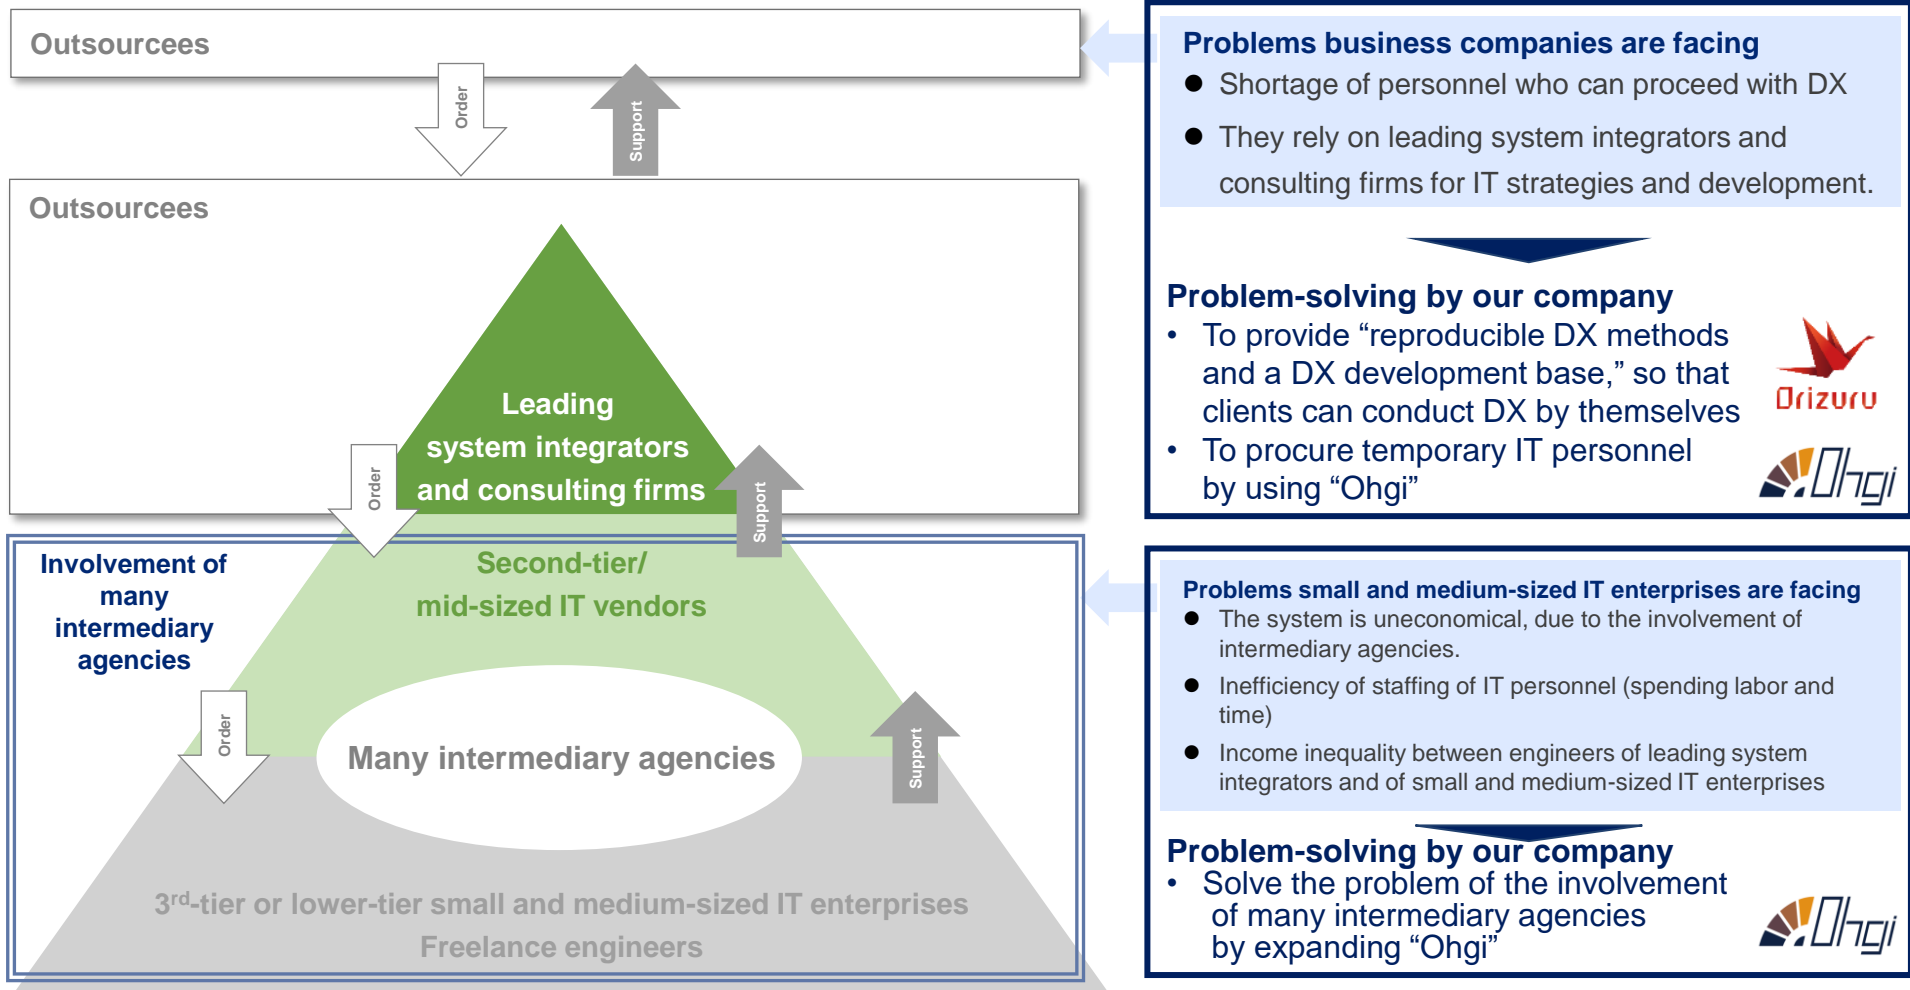 Outsourcees
Order
Support
Outsourcees
Leading
system integrators
and consulting firms
Order
Support
Involvement of
many
intermediary
agencies
Second-tier/
mid-sized IT vendors
Order
Support
Many intermediary agencies
3rd-tier or lower-tier small and medium-sized IT enterprises
Freelance engineers
Problems business companies are facing
● Shortage of personnel who can proceed with DX
● They rely on leading system integrators and
consulting firms for IT strategies and development.
Problem-solving by our company
• To provide “reproducible DX methods
and a DX development base,” so that
clients can conduct DX by themselves
• To procure temporary IT personnel
by using “Ohgi”
Orizuru
Ohgi
Problems small and medium-sized IT enterprises are facing
● The system is uneconomical, due to the involvement of
intermediary agencies.
● Inefficiency of staffing of IT personnel (spending labor and
time)
● Income inequality between engineers of leading system
integrators and of small and medium-sized IT enterprises
Problem-solving by our company
• Solve the problem of the involvement
of many intermediary agencies
by expanding “Ohgi”
Ohgi